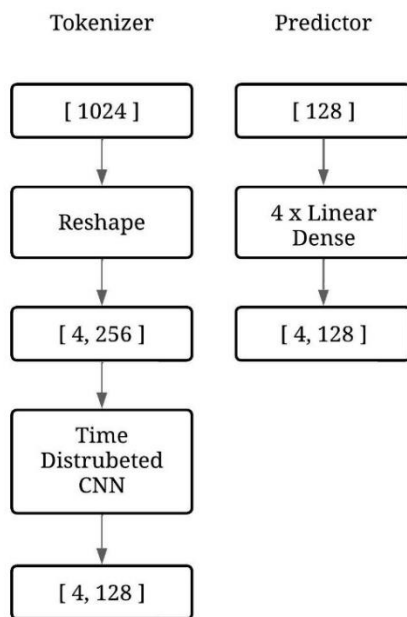 Tokenizer
[ 1024 ]
Reshape
[ 4, 256 ]
Time
Distrubeted
CNN
[ 4, 128 ]
Predictor
[ 128 ]
4 x Linear
Dense
[ 4, 128 ]